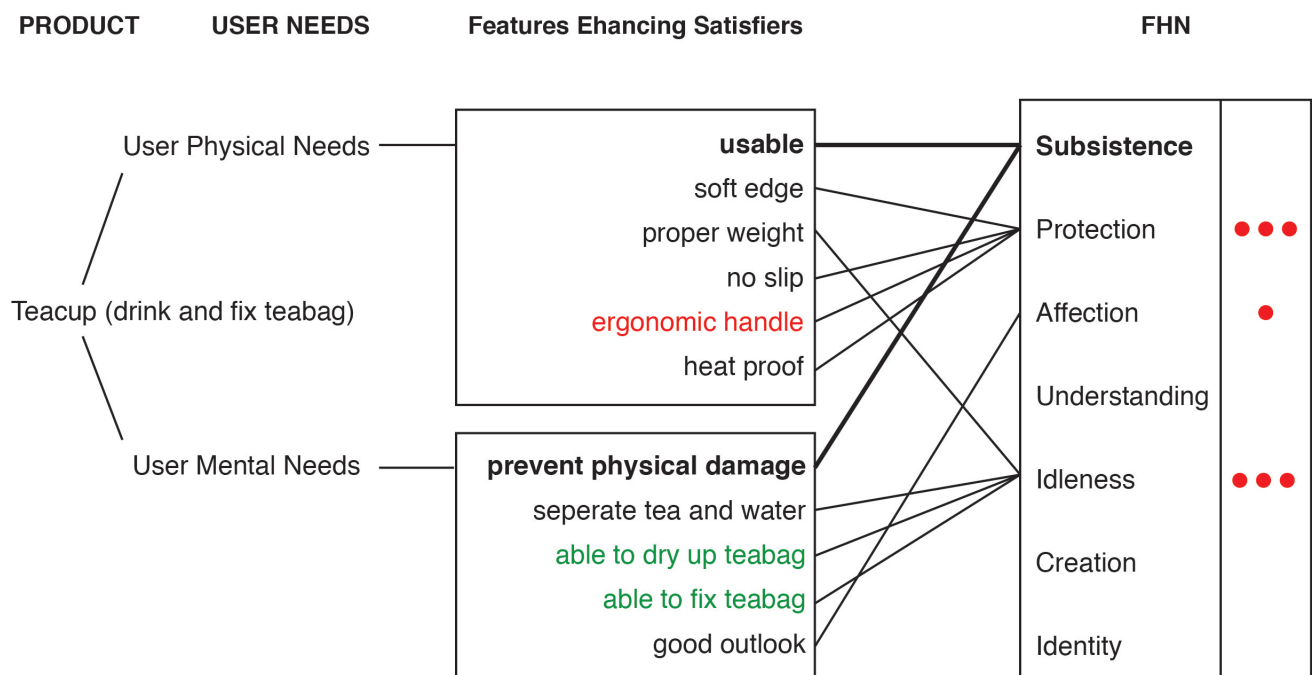 PRODUCT USER NEEDS Features Ehancing Satisfiers FHN
User Physical Needs
Teacup (drink and fix teabag)
User Mental Needs
usable
soft edge
proper weight
no slip
ergonomic handle
heat proof
prevent physical damage
seperate tea and water
able to dry up teabag
able to fix teabag
good outlook
Subsistence
Protection
Affection
Understanding
Idleness
Creation
Identity